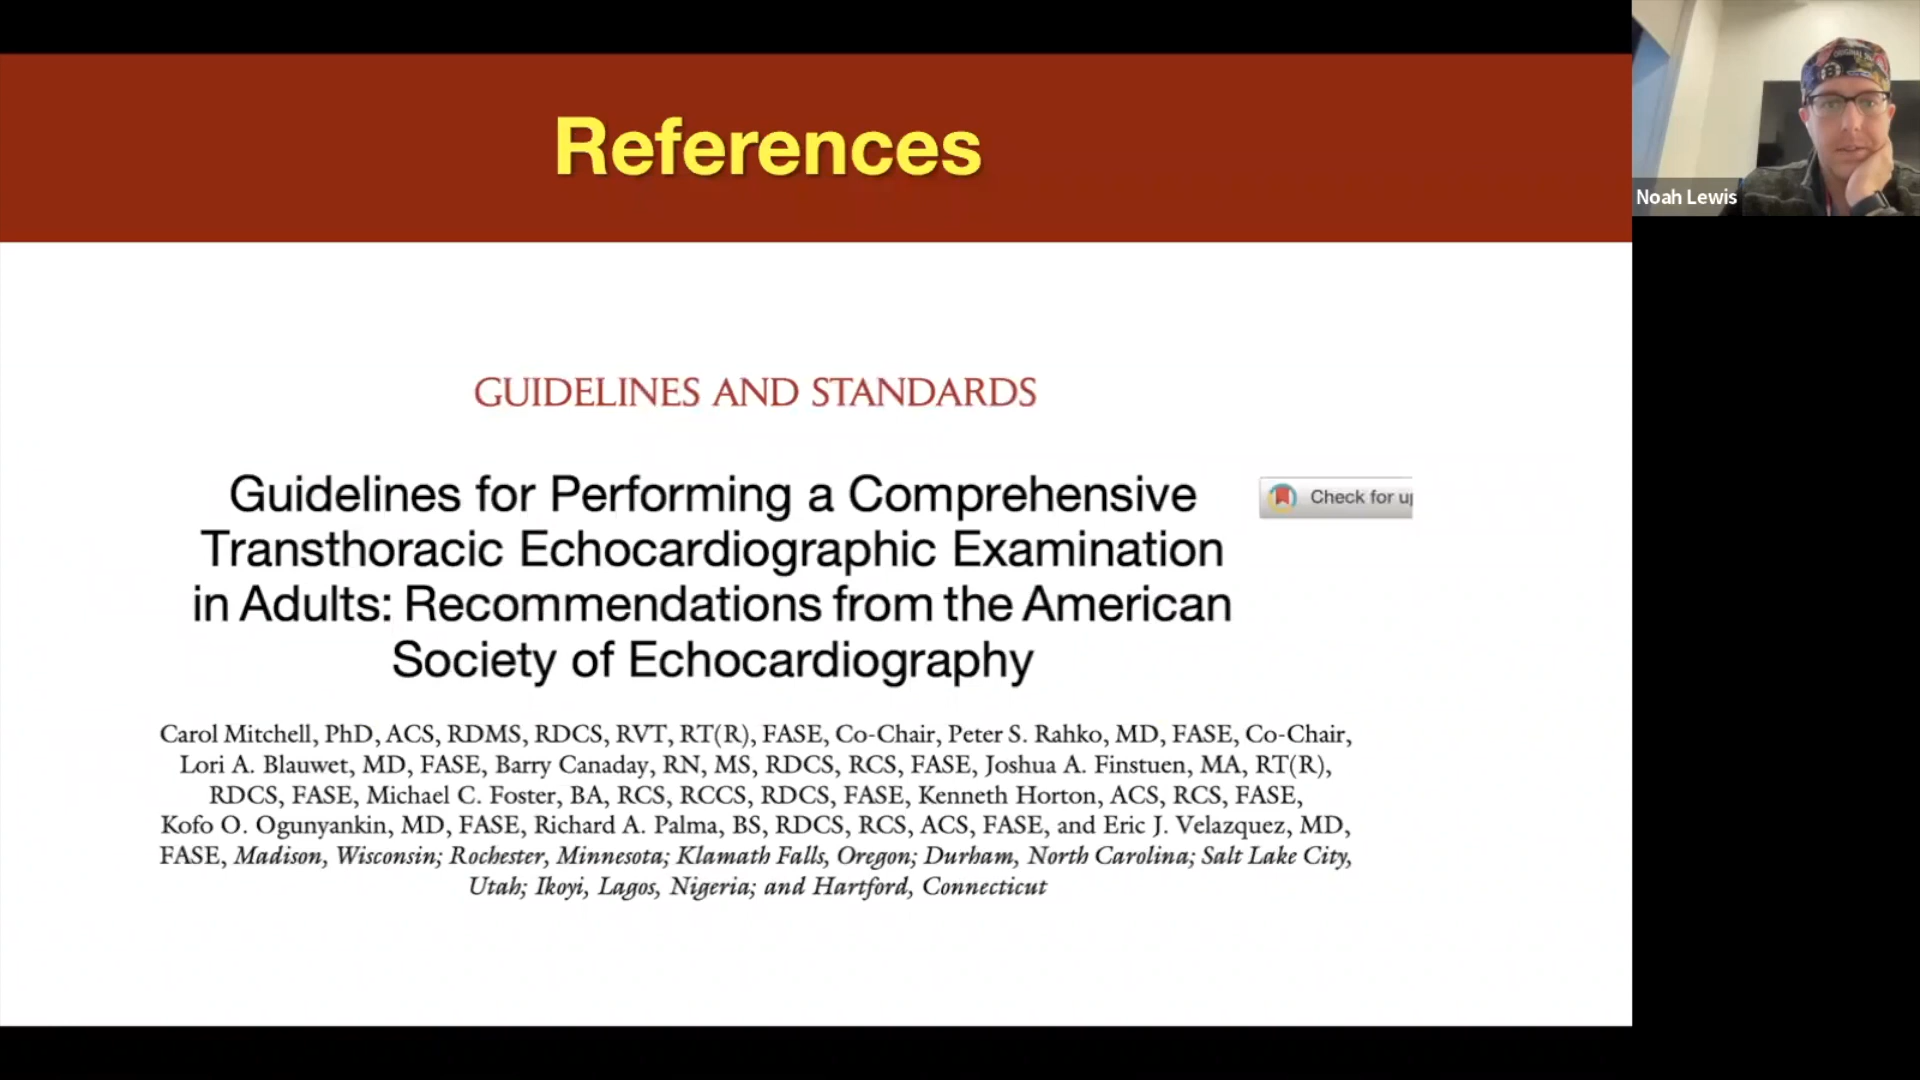 References
Noah Lewis
GUIDELINES AND STANDARDS
Guidelines for Performing a Comprehensive
Transthoracic Echocardiographic Examination
in Adults: Recommendations from the American
Society of Echocardiography
Check for
Carol Mitchell, PhD, ACS, RDMS, RDCS, RVT, RT(R), FASE, Co-Chair, Peter S. Rahko, MD, FASE, Co-Chair,
Lori A. Blauwet, MD, FASE, Barry Canaday, RN, MS, RDCS, RCS, FASE, Joshua A. Finstuen, MA, RT(R),
RDCS, FASE, Michael C. Foster, BA, RCS, RCCS, RDCS, FASE, Kenneth Horton, ACS, RCS, FASE,
Kofo O. Ogunyankin, MD, FASE, Richard A. Palma, BS, RDCS, RCS, ACS, FASE, and Eric J. Velazquez, MD,
FASE, Madison, Wisconsin; Rochester, Minnesota; Klamath Falls, Oregon; Durham, North Carolina; Salt Lake City,
Utah; Ikoyi, Lagos, Nigeria; and Hartford, Connecticut